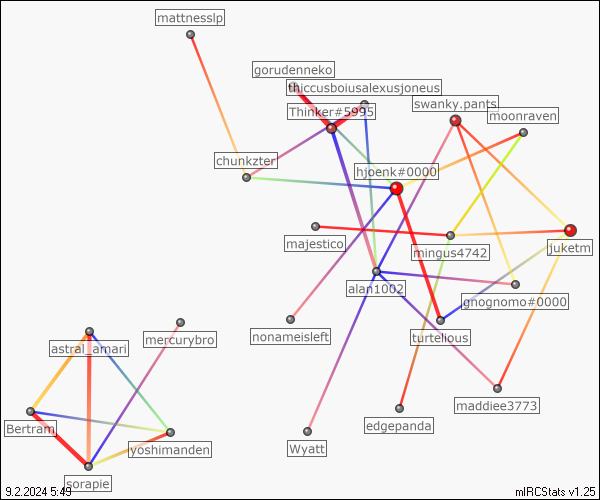 mattnesslp
gorudenneko
thiccusboiusalexusjoneus
Thinker#5995
swanky.pants
moonraven
chunkzter
hjoenk#0000
majestico
mingus4742
juketm
alan1002
gnognomo#0000
nonameisleft
turtelious
astral_amari
mercurybro
maddiee3773
edgepanda
Bertram
yoshimanden
Wyatt
sorapie
9.2.2024 5:49
mIRCStats v1.25